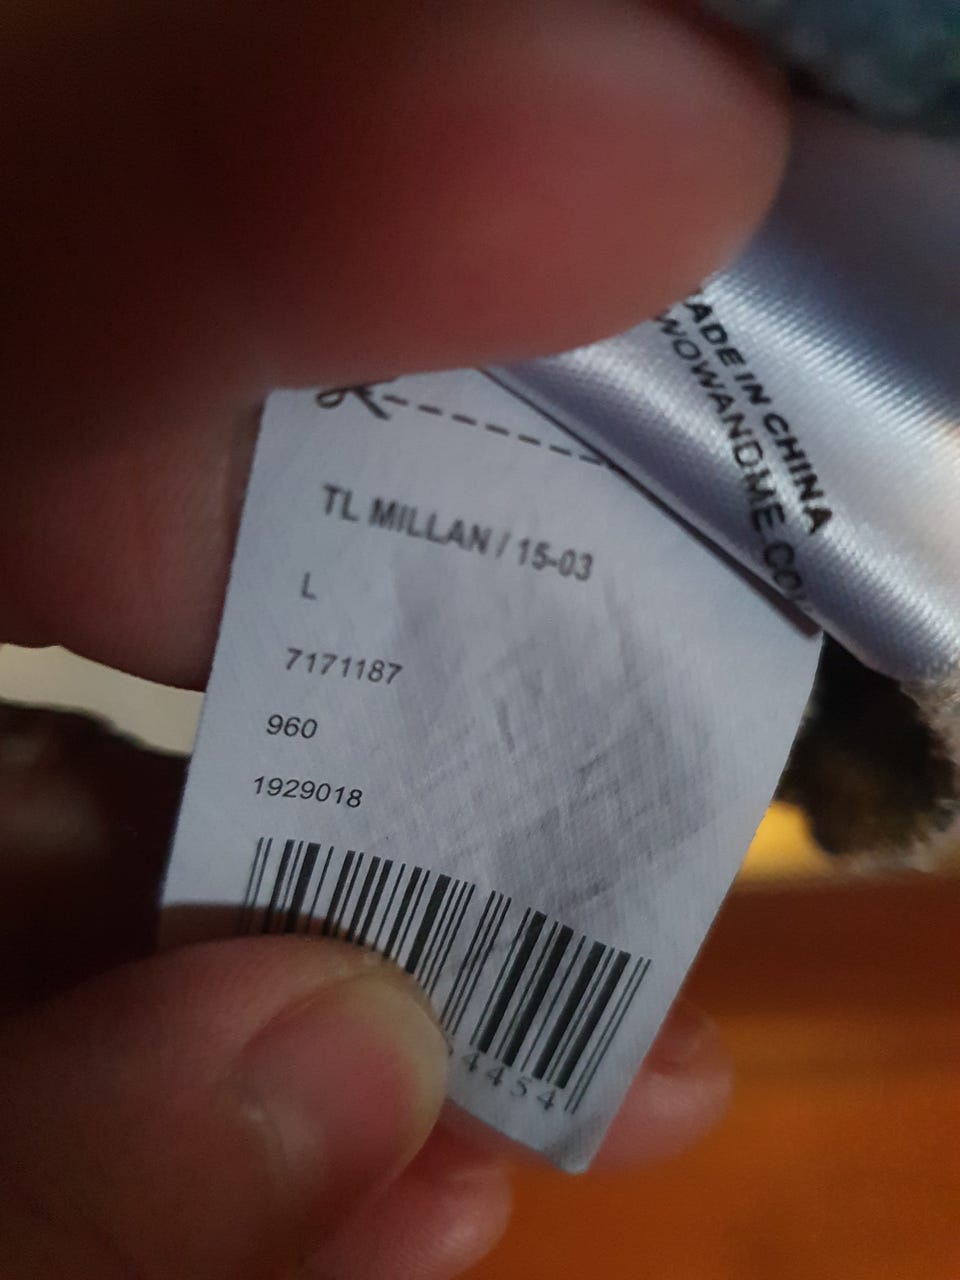 TL MILLAN / 15-03
L
7171187
960
1929018
4454
ADE IN CHINA
NOWANDME.CO